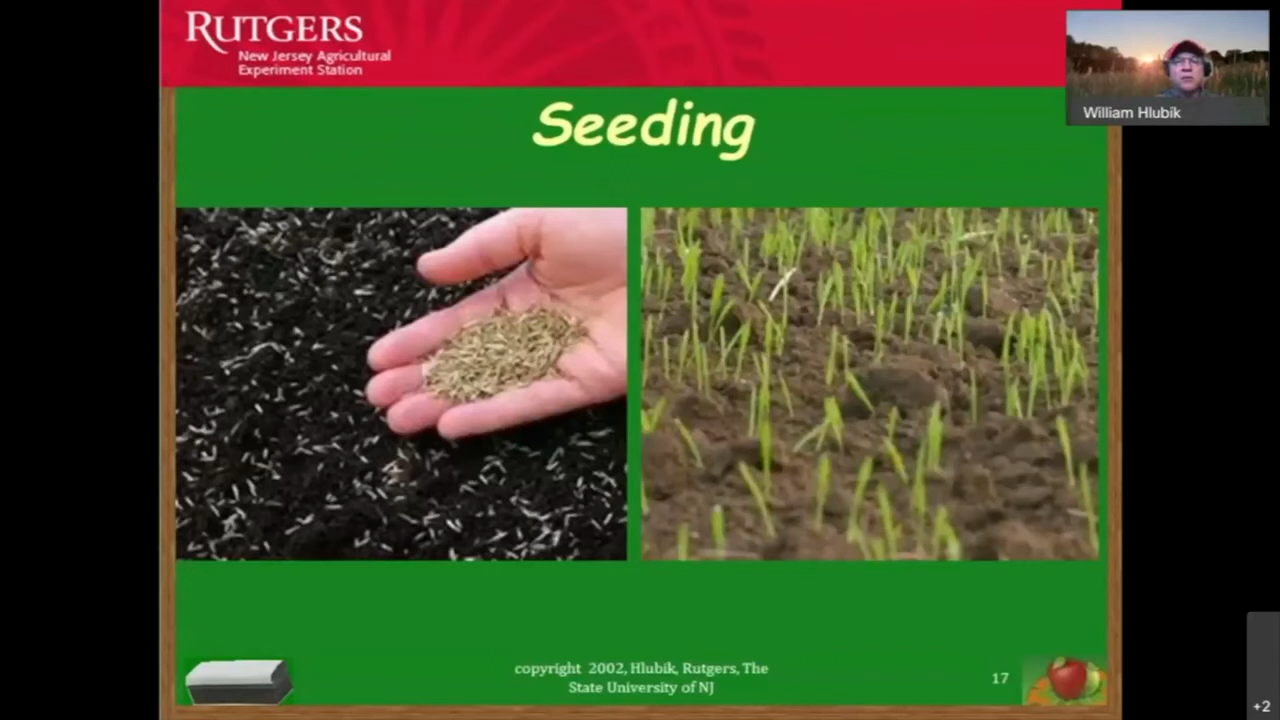 RUTGERS
New Jersey Agricultural
Experiment Station
William Hlubik
Seeding
copyright 2002, Hlubik, Rutgers, The
State University of NJ
17
+2